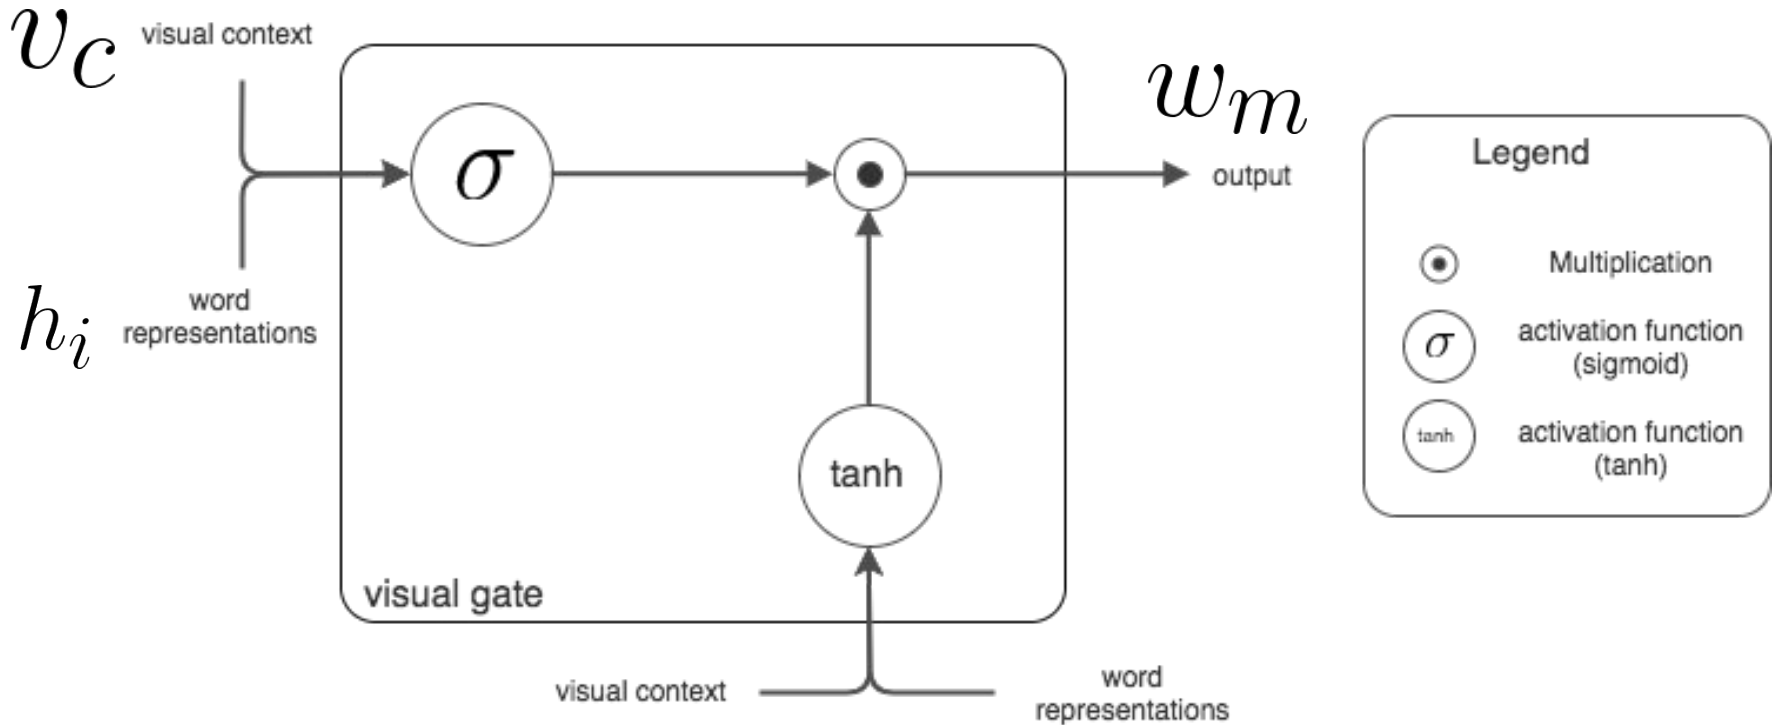 v_c visual context
w_m
output
h_i word
representations
σ
tanh
visual gate
visual context
word
representations
Legend
Multiplication
σ activation function
(sigmoid)
tanh activation function
(tanh)